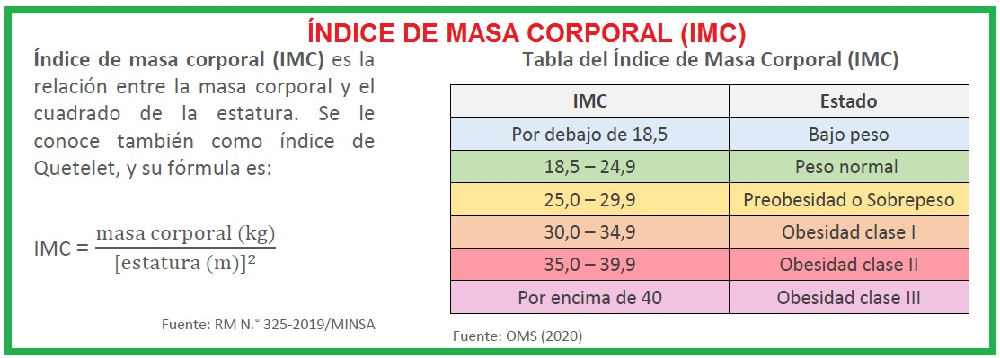 ÍNDICE DE MASA CORPORAL (IMC)
Índice de masa corporal (IMC) es la
relación entre la masa corporal y el
cuadrado de la estatura. Se le
conoce también como índice de
Quetelet, y su fórmula es:
IMC = masa corporal (kg)
[estatura (m)]²
Fuente: RM N.° 325-2019/MINSA
Tabla del Índice de Masa Corporal (IMC)
IMC Estado
Por debajo de 18,5 Bajo peso
18,5 – 24,9 Peso normal
25,0 – 29,9 Preobesidad o Sobrepeso
30,0 – 34,9 Obesidad clase I
35,0 – 39,9 Obesidad clase II
Por encima de 40 Obesidad clase III
Fuente: OMS (2020)